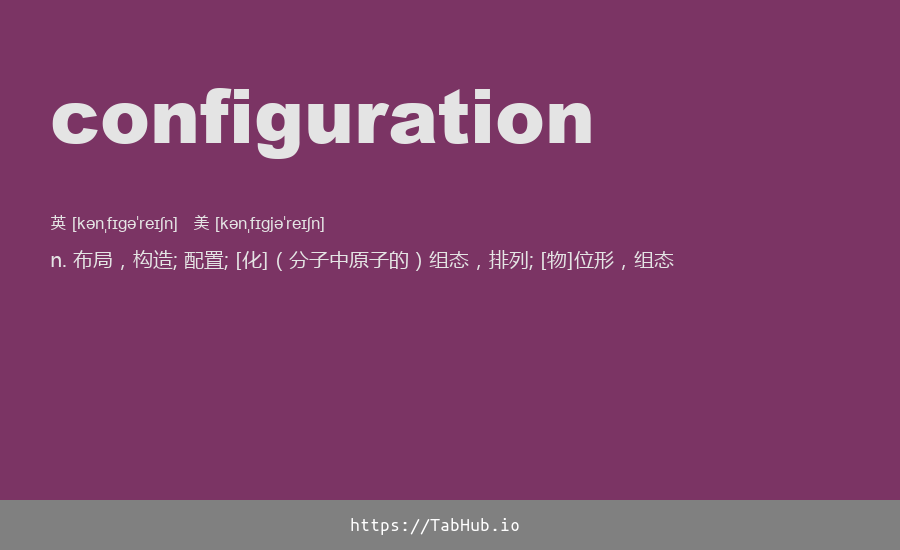 configuration
英 [kənˌfɪɡəˈreɪʃn] 美 [kənˌfɪɡjəˈreɪʃn]
n. 布局，构造; 配置; [化]（分子中原子的）组态，排列; [物]位形，组态
https://TabHub.io